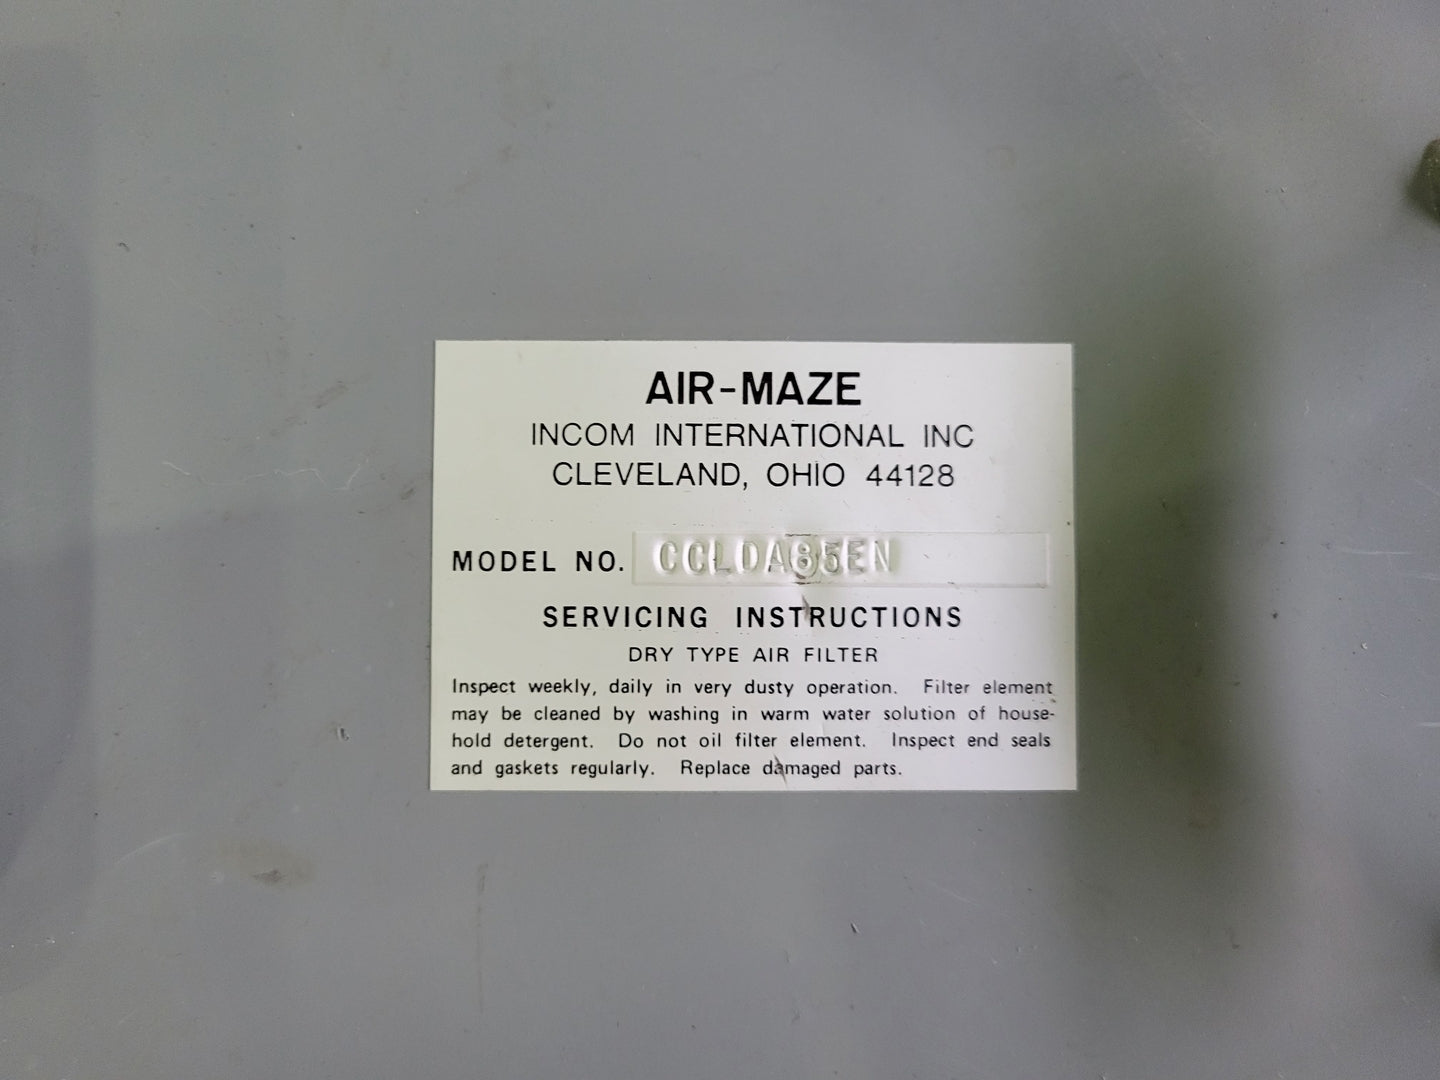 AIR-MAZE
INCOM INTERNATIONAL INC
CLEVELAND, OHIO 44128
MODEL NO. CCLDA85EN
SERVICING INSTRUCTIONS
DRY TYPE AIR FILTER
Inspect weekly, daily in very dusty operation. Filter element
may be cleaned by washing in warm water solution of house-
hold detergent. Do not oil filter element. Inspect end seals
and gaskets regularly. Replace damaged parts.